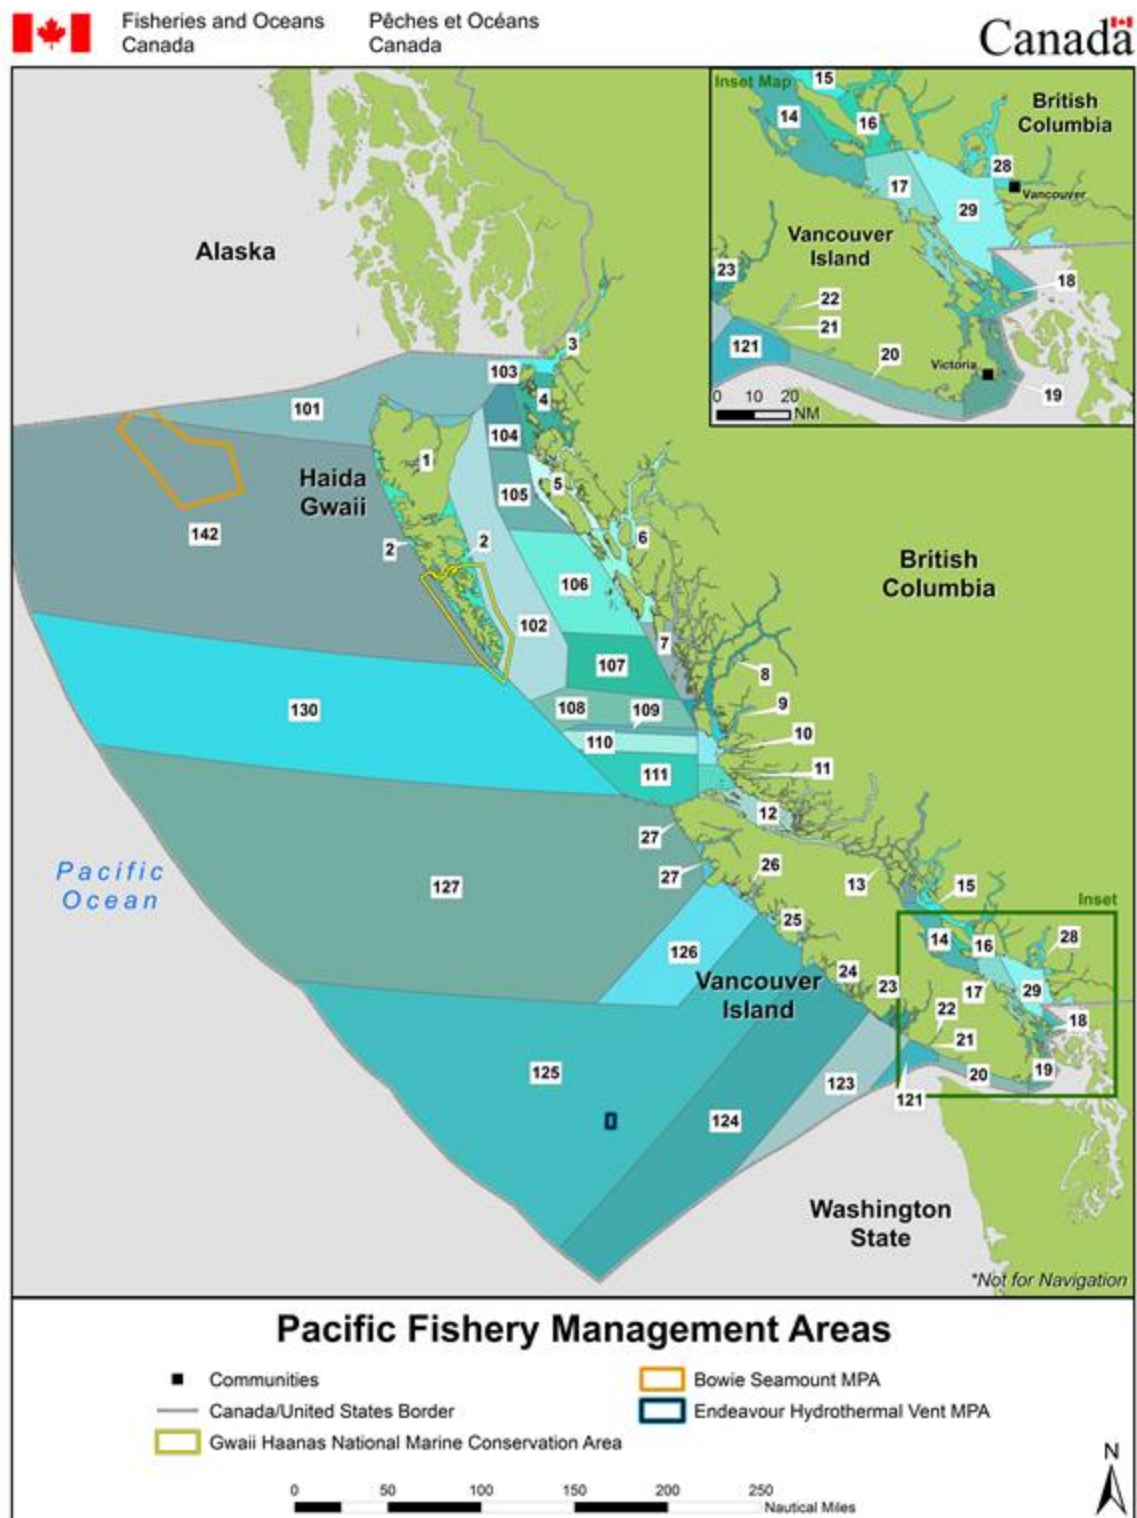 Fisheries and Oceans
Canada
Pêches et Océans
Canada
Canada
Inset Map
15
14
16
British
Columbia
28
Vancouver
17
29
Vancouver
Island
23
18
22
21
121
20
Victoria
19
0 10 20
NM
Alaska
3
103
101
4
104
1
Haida
Gwaii
105
5
142
2
2
6
106
British
Columbia
102
7
107
8
130
108
109
9
110
10
111
11
12
27
Pacific
Ocean
127
27
26
13
15
Inset
25
14
16
28
126
Vancouver
Island
24
23
17
29
22
18
21
125
123
20
19
121
124
Washington
State
*Not for Navigation
Pacific Fishery Management Areas
Communities
Canada/United States Border
Gwaii Haanas National Marine Conservation Area
Bowie Seamount MPA
Endeavour Hydrothermal Vent MPA
N
0 50 100 150 200 250
Nautical Miles